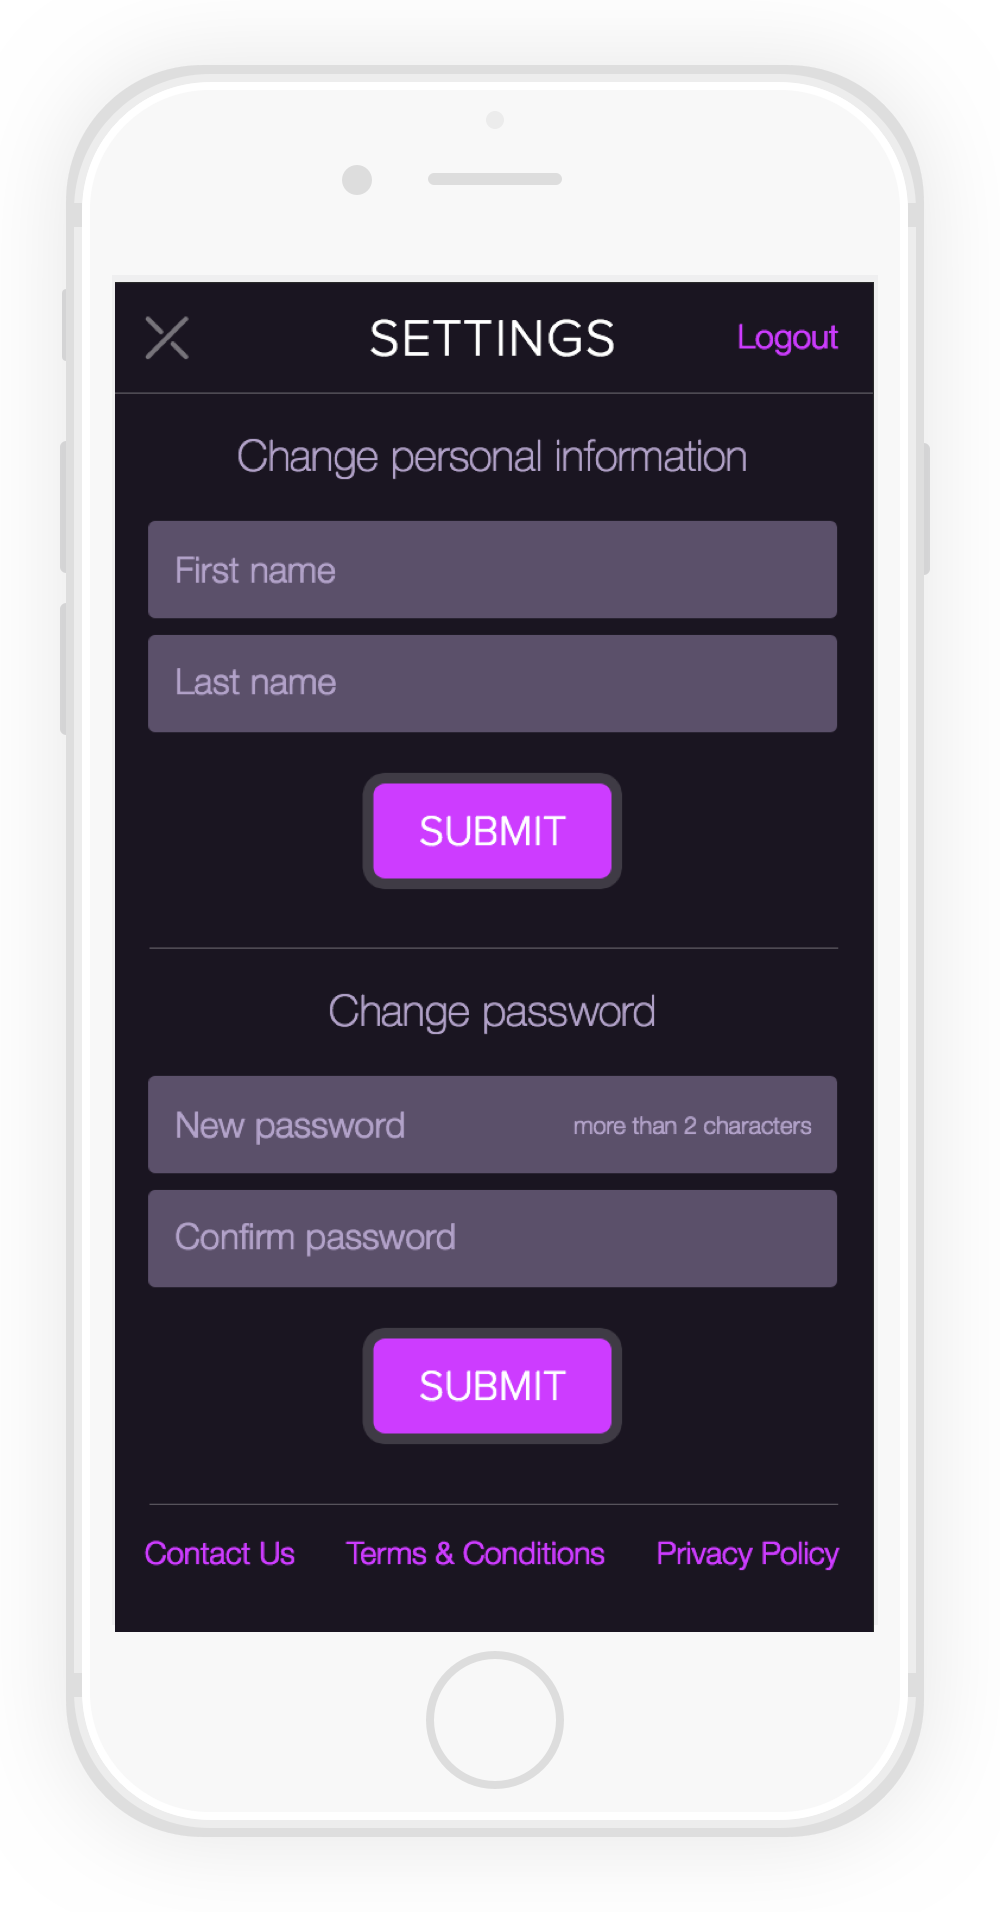 SETTINGS
Logout
Change personal information
First name
Last name
SUBMIT
Change password
New password more than 2 characters
Confirm password
SUBMIT
Contact Us Terms & Conditions Privacy Policy